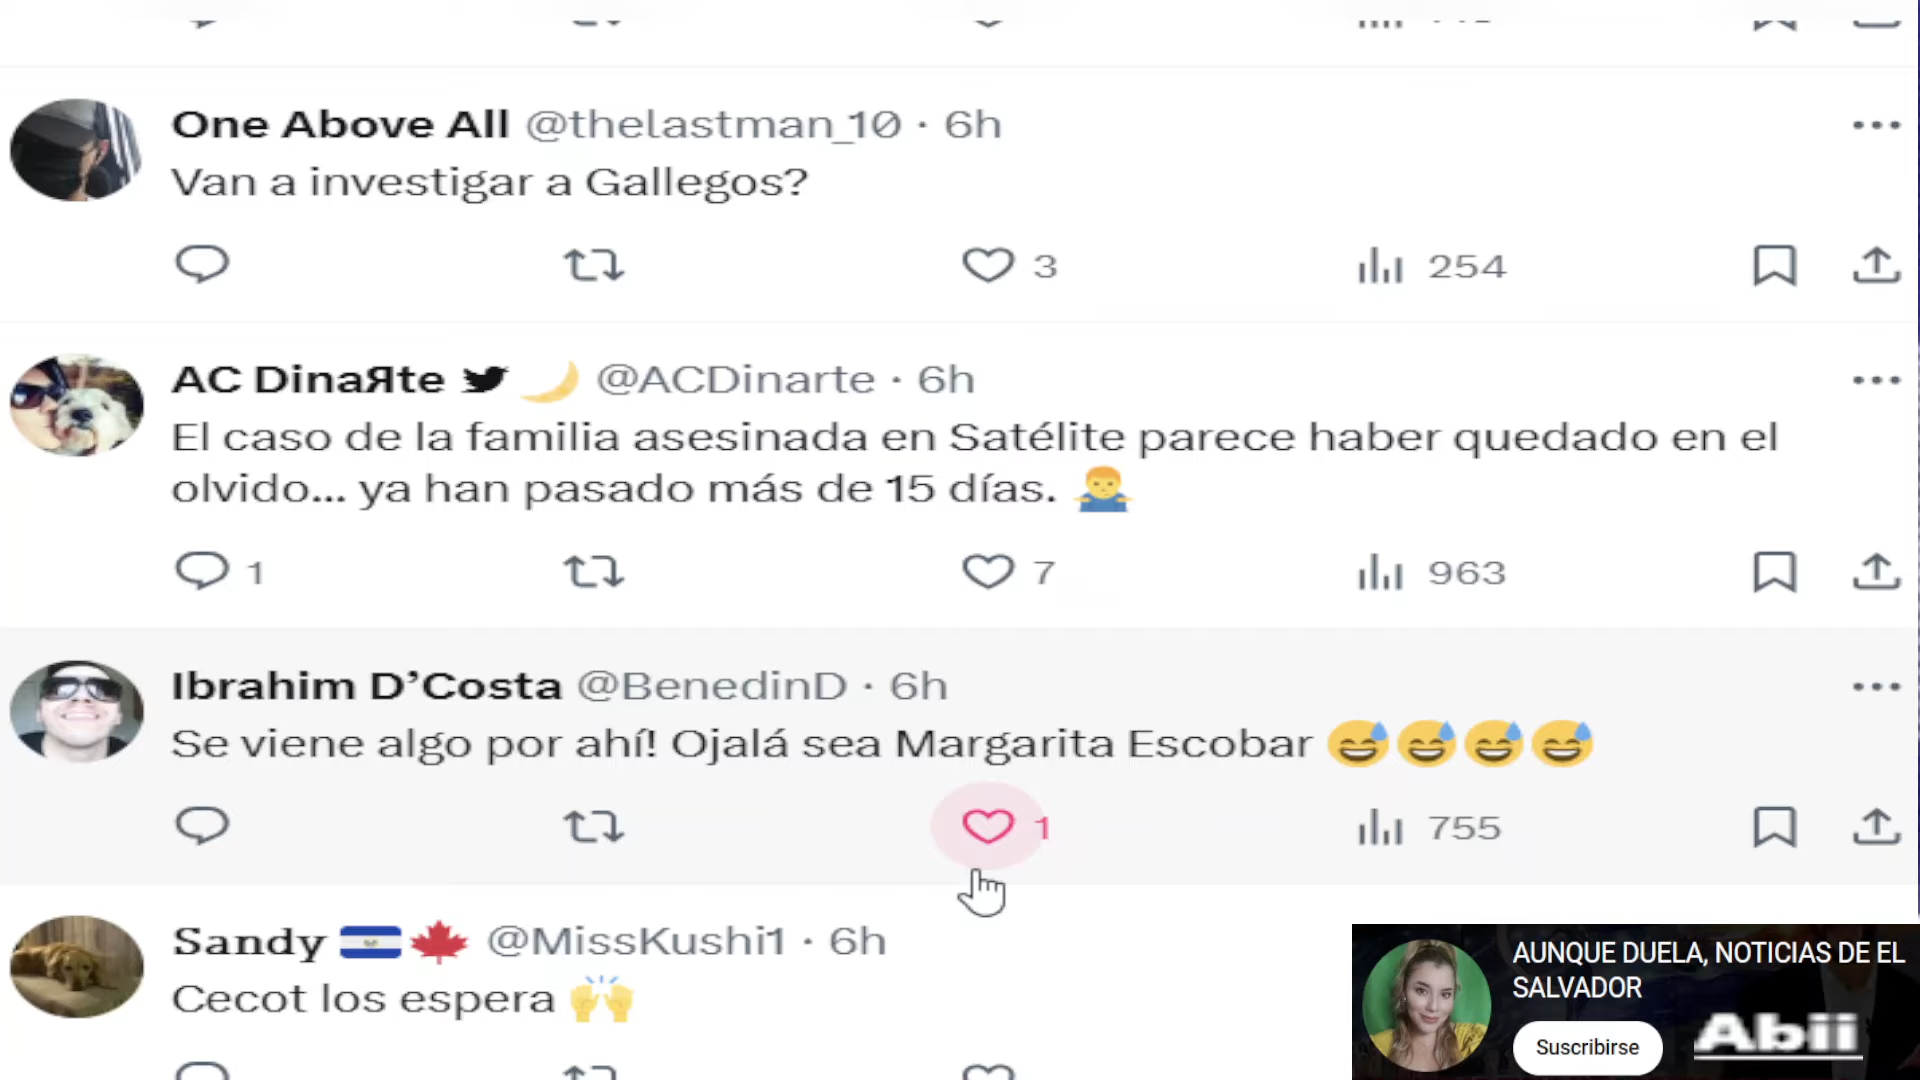 One Above All @thelastman_10 · 6h
Van a investigar a Gallegos?
3 254
AC DinaЯte @ACDinarte · 6h
El caso de la familia asesinada en Satélite parece haber quedado en el
olvido... ya han pasado más de 15 días.
1 7 963
Ibrahim D’Costa @BenedinD · 6h
Se viene algo por ahí! Ojalá sea Margarita Escobar
1 755
Sandy @MissKushi1 · 6h
Cecot los espera
AUNQUE DUELA, NOTICIAS DE EL
SALVADOR
Suscribirse
Abii